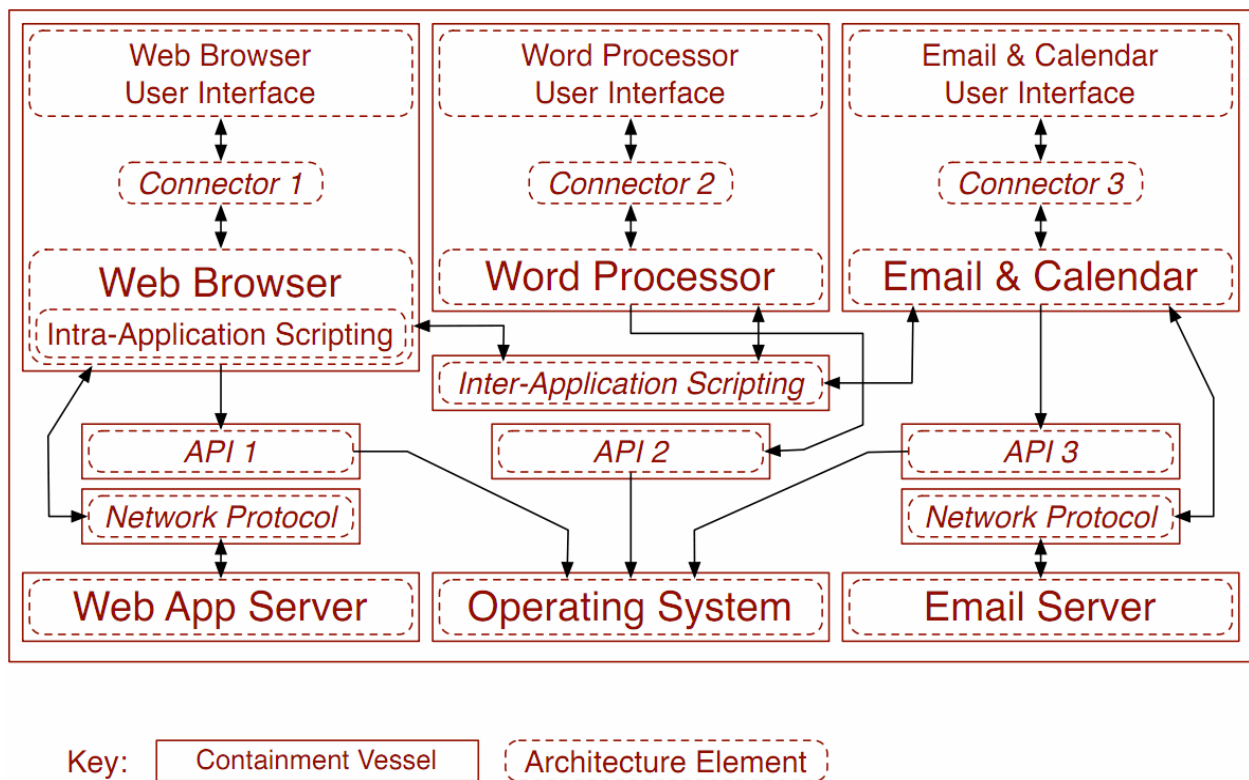 Web Browser
User Interface
Word Processor
User Interface
Email & Calendar
User Interface
Connector 1
Connector 2
Connector 3
Web Browser
Word Processor
Email & Calendar
Intra-Application Scripting
Inter-Application Scripting
API 1
API 2
API 3
Network Protocol
Network Protocol
Web App Server
Operating System
Email Server
Key:
Containment Vessel
Architecture Element